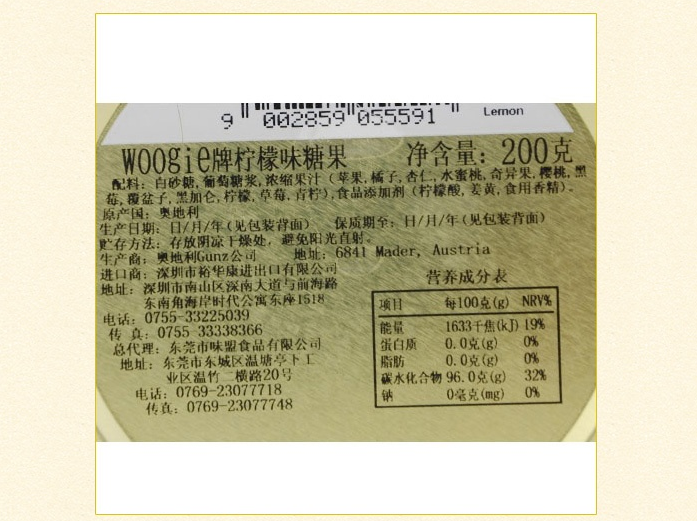 9 002859 055591 Lemon
woogie牌柠檬味糖果 净含量: 200克
配料: 白砂糖,葡萄糖浆,浓缩果汁 (苹果,橘子,杏仁,水蜜桃,奇异果,樱桃,黑
莓,覆盆子,黑加仑,柠檬,草莓,青柠),食品添加剂 (柠檬酸,姜黄,食用香精)。
原产国: 奥地利
生产日期: 日/月/年(见包装背面) 保质期至: 日/月/年(见包装背面)
贮存方法: 存放阴凉干燥处, 避免阳光直射。
生产商: 奥地利Gunz公司 地址: 6841 Mader, Austria
进口商: 深圳市裕华康进出口有限公司
地址: 深圳市南山区深南大道与前海路
东南角海岸时代公寓东座1518
电话: 0755-33225039
传 真: 0755-33338366
总代理: 东莞市味盟食品有限公司
地址: 东莞市东城区温塘亭下工
业区温竹二横路20号
电话: 0769-23077718
传真: 0769-23077748
营养成分表
项目 每100克(g) NRV%
能量 1633千焦(kJ) 19%
蛋白质 0.0克(g) 0%
脂肪 0.0克(g) 0%
碳水化合物 96.0克(g) 32%
钠 0毫克(mg) 0%